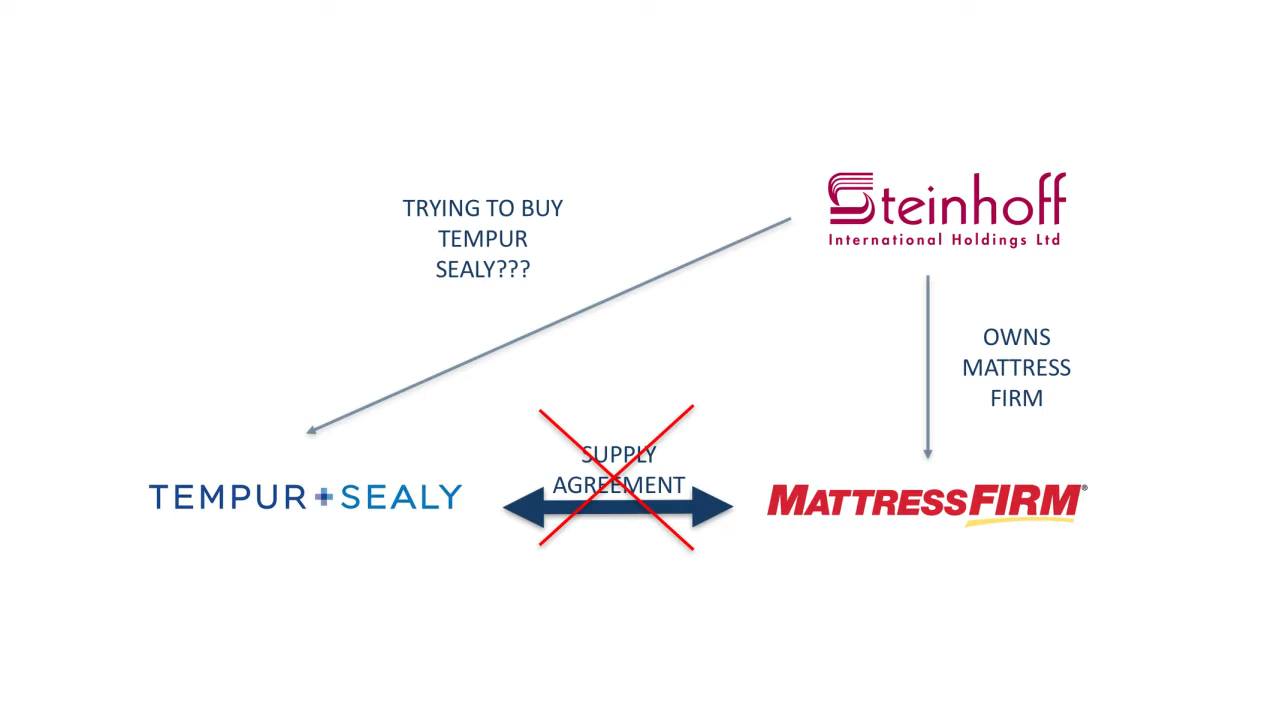 Steinhoff
International Holdings Ltd
TRYING TO BUY
TEMPUR
SEALY???
OWNS
MATTRESS
FIRM
SUPPLY
AGREEMENT
TEMPUR + SEALY
MATTRESSFIRM®